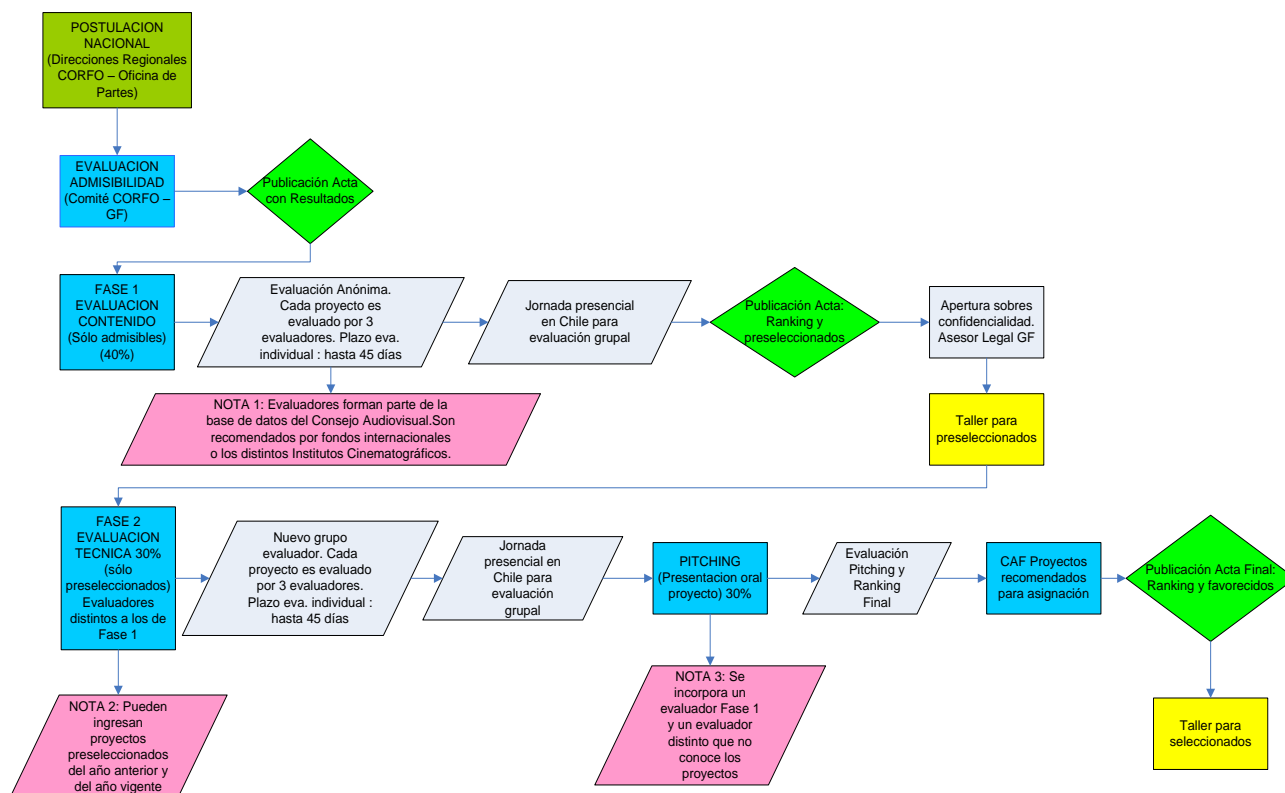 POSTULACION
NACIONAL
(Direcciones Regionales
CORFO – Oficina de
Partes)
EVALUACION
ADMISIBILIDAD
(Comité CORFO –
GF)
Publicación Acta
con Resultados
FASE 1
EVALUACION
CONTENIDO
(Sólo admisibles)
(40%)
Evaluación Anónima.
Cada proyecto es
evaluado por 3
evaluadores. Plazo eva.
individual : hasta 45 días
Jornada presencial
en Chile para
evaluación grupal
Publicación Acta:
Ranking y
preseleccionados
Apertura sobres
confidencialidad.
Asesor Legal GF
NOTA 1: Evaluadores forman parte de la
base de datos del Consejo Audiovisual.Son
recomendados por fondos internacionales
o los distintos Institutos Cinematográficos.
Taller para
preseleccionados
FASE 2
EVALUACION
TECNICA 30%
(sólo
preseleccionados)
Evaluadores
distintos a los de
Fase 1
Nuevo grupo
evaluador. Cada
proyecto es evaluado
por 3 evaluadores.
Plazo eva. individual :
hasta 45 días
Jornada
presencial en
Chile para
evaluación
grupal
PITCHING
(Presentacion oral
proyecto) 30%
Evaluación
Pitching y
Ranking
Final
CAF Proyectos
recomendados
para asignación
Publicación Acta Final:
Ranking y favorecidos
NOTA 2: Pueden
ingresan
proyectos
preseleccionados
del año anterior y
del año vigente
NOTA 3: Se
incorpora un
evaluador Fase 1
y un evaluador
distinto que no
conoce los
proyectos
Taller para
seleccionados